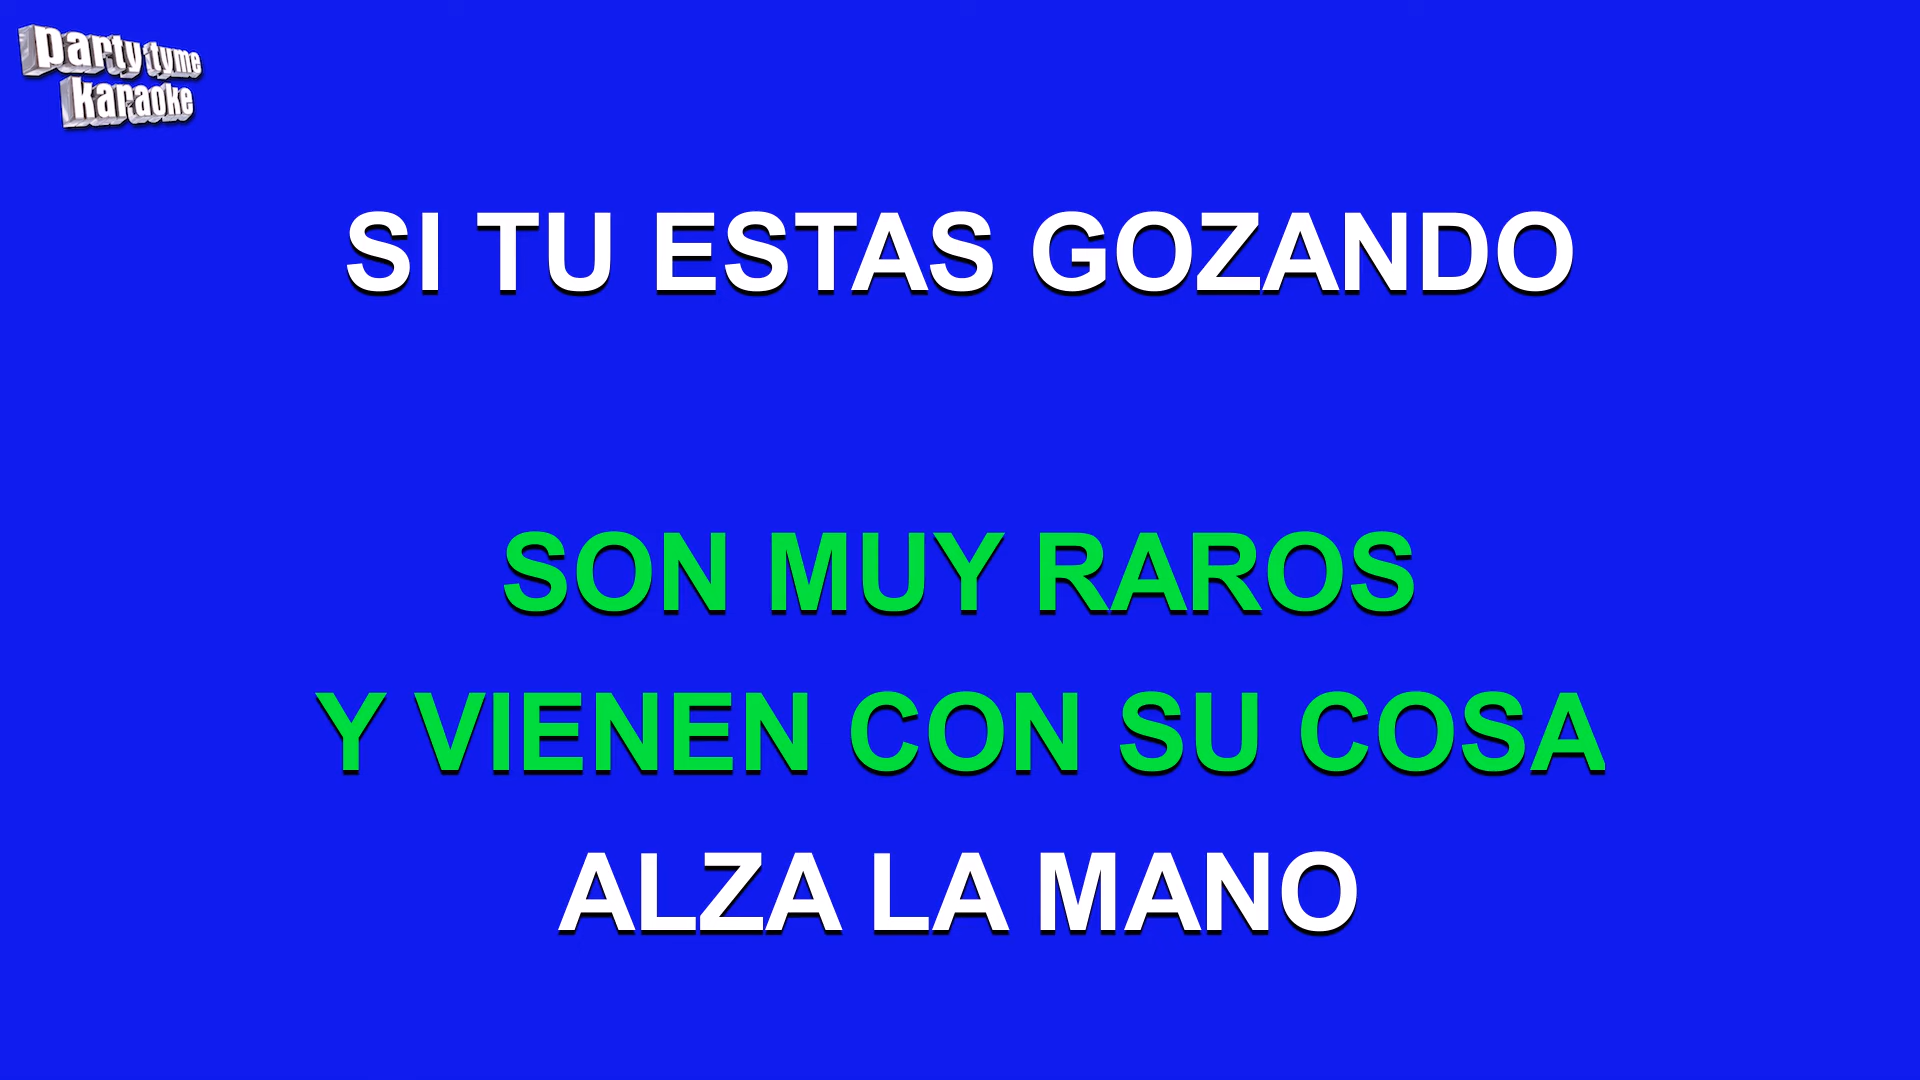 party tyme
karaoke
SI TU ESTAS GOZANDO
SON MUY RAROS
Y VIENEN CON SU COSA
ALZA LA MANO